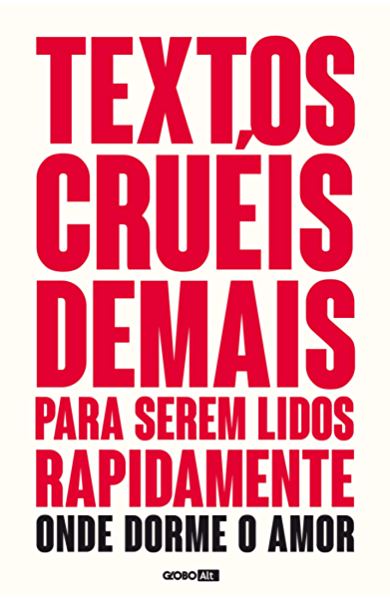 TEXTOS
CRUÉIS
DEMAIS
PARA SEREM LIDOS
RAPIDAMENTE
ONDE DORME O AMOR
GLOBO Alt